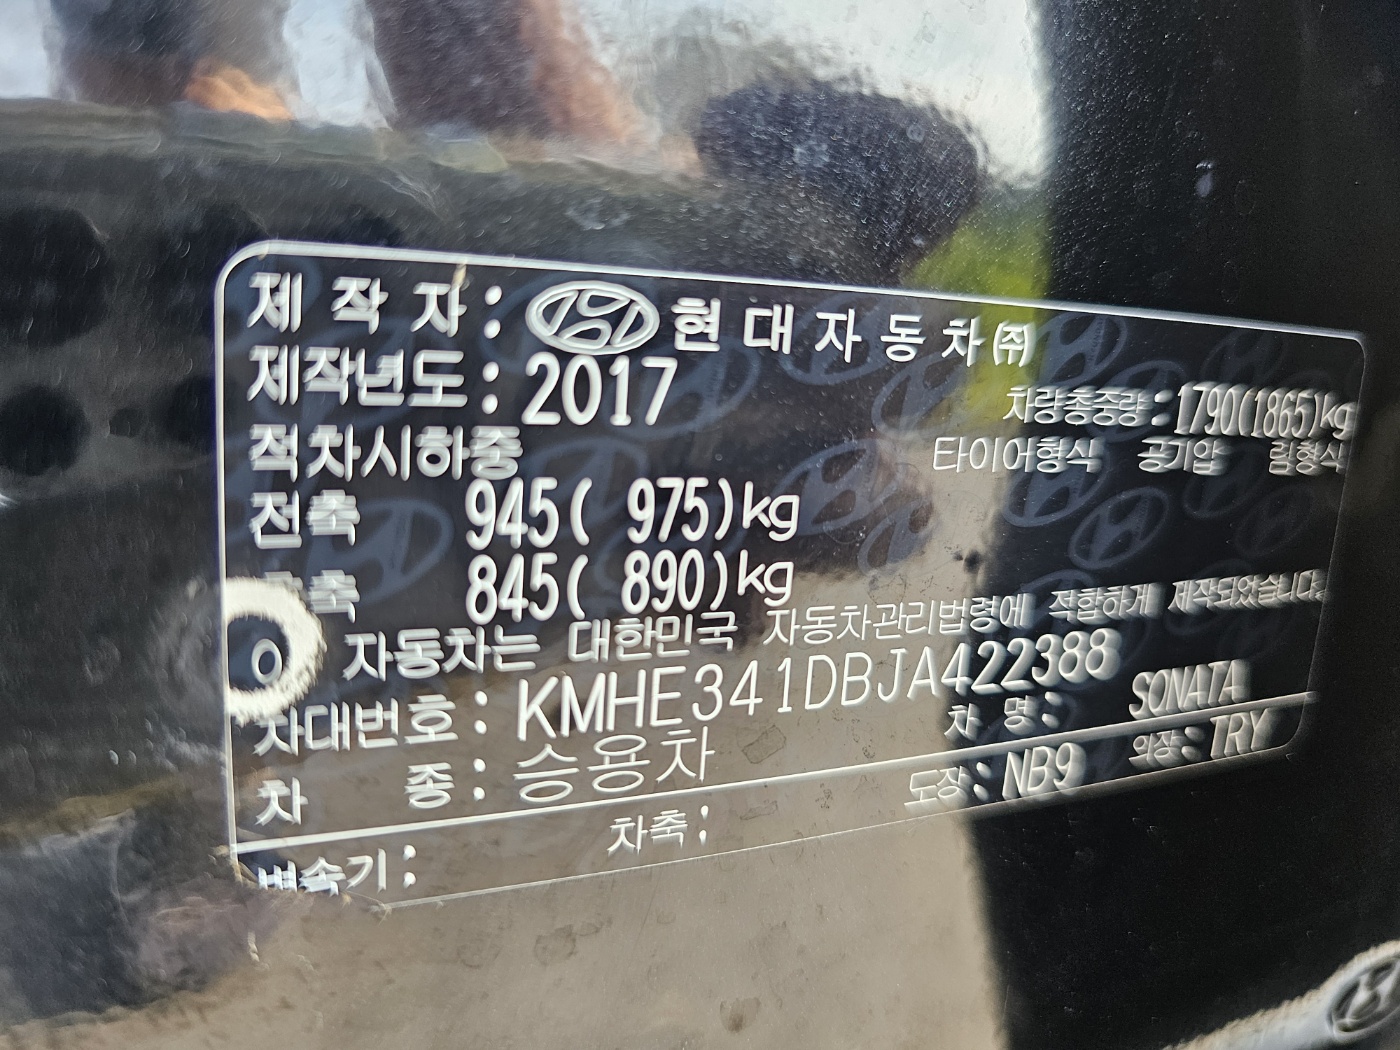 제 작 자 : 현 대 자 동 차 ㈜
제작년도 : 2017
차량총중량 : 1790(1865)kg
적차시하중
타이어형식 공기압 림형식
전축 945( 975)kg
축 845( 890)kg
이 자동차는 대한민국 자동차관리법령에 적합하게 제작되었습니다.
차대번호 : KMHE341DBJA422388
차 종 : 승용차 차 명 : SONATA
변속기 : 차축 : 도장 : NB9 의장 : TRY